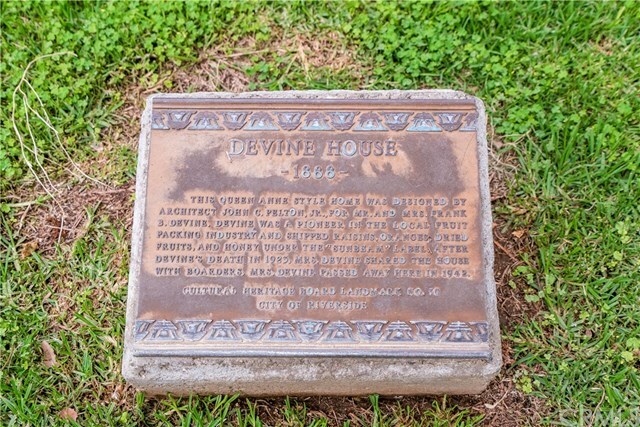 DEVINE HOUSE
- 1888 -
THIS QUEEN ANNE STYLE HOME WAS DESIGNED BY
ARCHITECT JOHN C. PELTON, JR., FOR MR. AND MRS. FRANK
B. DEVINE. DEVINE WAS A PIONEER IN THE LOCAL FRUIT
PACKING INDUSTRY AND SHIPPED RAISINS, ORANGES, DRIED
FRUITS, AND HONEY UNDER THE "SUNBEAM" LABEL. AFTER
DEVINE'S DEATH IN MRS. DEVINE SHARED THE HOUSE
WITH BOARDERS. MRS. DEVINE PASSED AWAY HERE IN 1942.
CULTURAL HERITAGE BOARD LANDMARK NO.
CITY OF RIVERSIDE